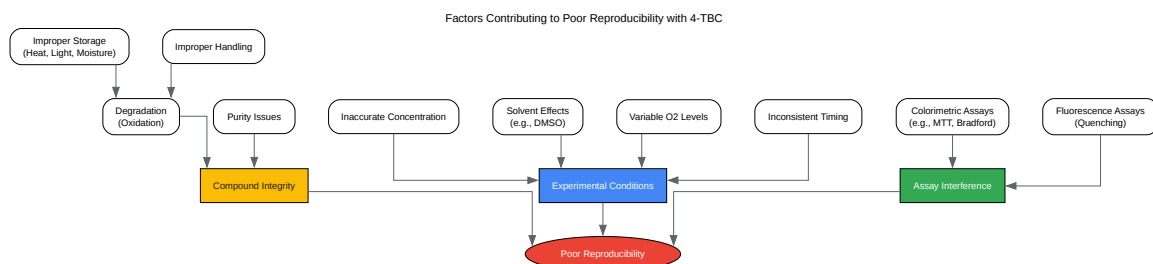 Factors Contributing to Poor Reproducibility with 4-TBC
Improper Storage
(Heat, Light, Moisture)
Improper Handling
Degradation
(Oxidation)
Purity Issues
Inaccurate Concentration
Solvent Effects
(e.g., DMSO)
Variable O2 Levels
Inconsistent Timing
Colorimetric Assays
(e.g., MTT, Bradford)
Fluorescence Assays
(Quenching)
Compound Integrity
Experimental Conditions
Assay Interference
Poor Reproducibility